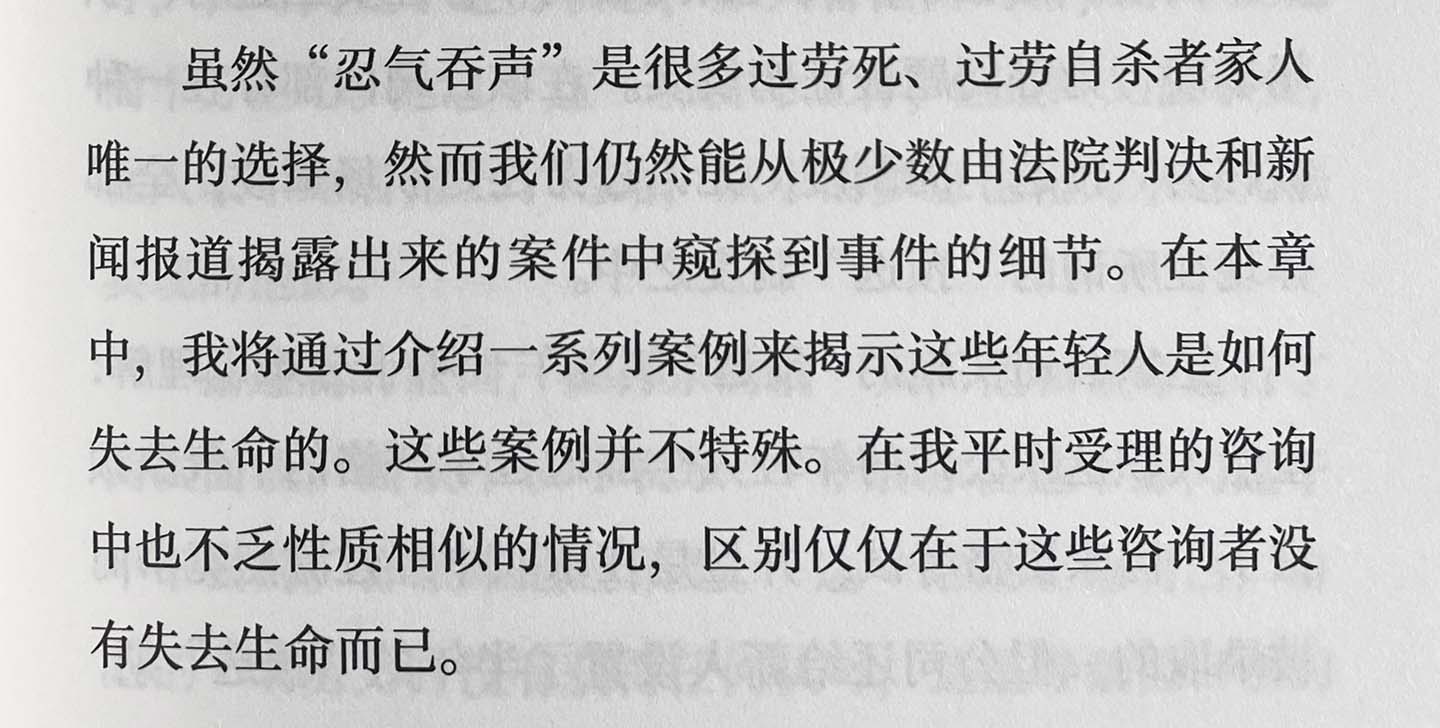 虽然“忍气吞声”是很多过劳死、过劳自杀者家人
唯一的选择，然而我们仍然能从极少数由法院判决和新
闻报道揭露出来的案件中窥探到事件的细节。在本章
中，我将通过介绍一系列案例来揭示这些年轻人是如何
失去生命的。这些案例并不特殊。在我平时受理的咨询
中也不乏性质相似的情况，区别仅仅在于这些咨询者没
有失去生命而已。